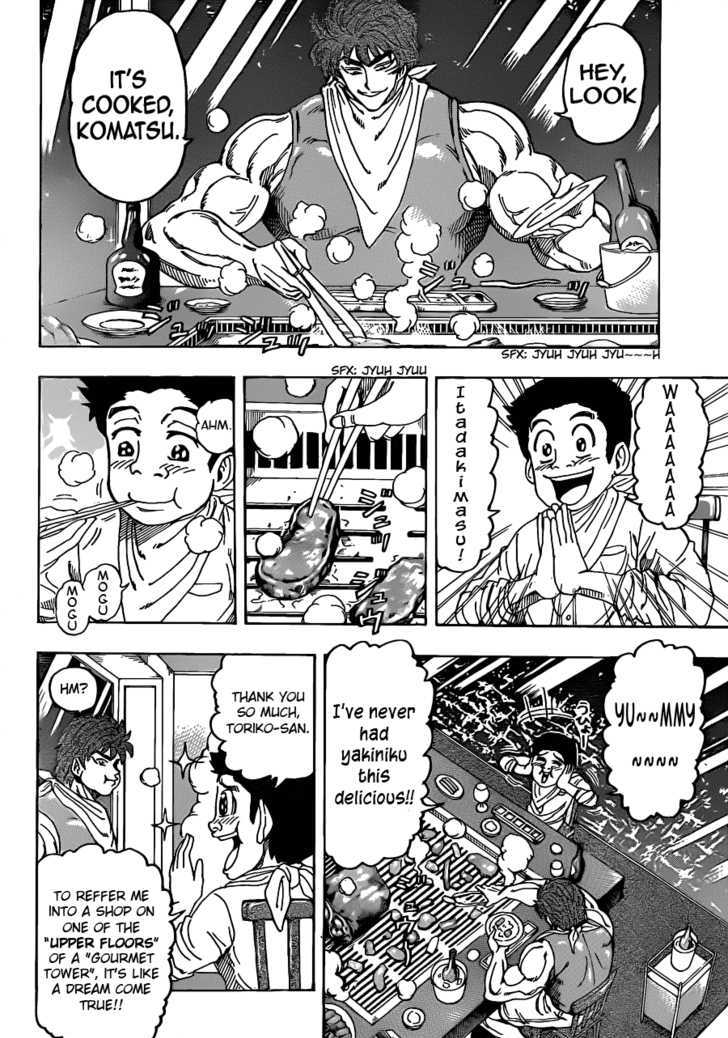 HEY,
LOOK
IT'S
COOKED,
KOMATSU.
SFX: JYUH JYUH JYU~~~H
WAAAAAAA
Itadakimasu!
SFX: JYUH JYUU
AHM.
MOGU
MOGU
YU~~MMY
~~~~
I've never
had
yakiniku
this
delicious!!
THANK YOU
SO MUCH,
TORIKO-SAN.
HM?
TO REFFER ME
INTO A SHOP ON
ONE OF THE
"UPPER FLOORS"
OF A "GOURMET
TOWER", IT'S LIKE
A DREAM COME
TRUE!!